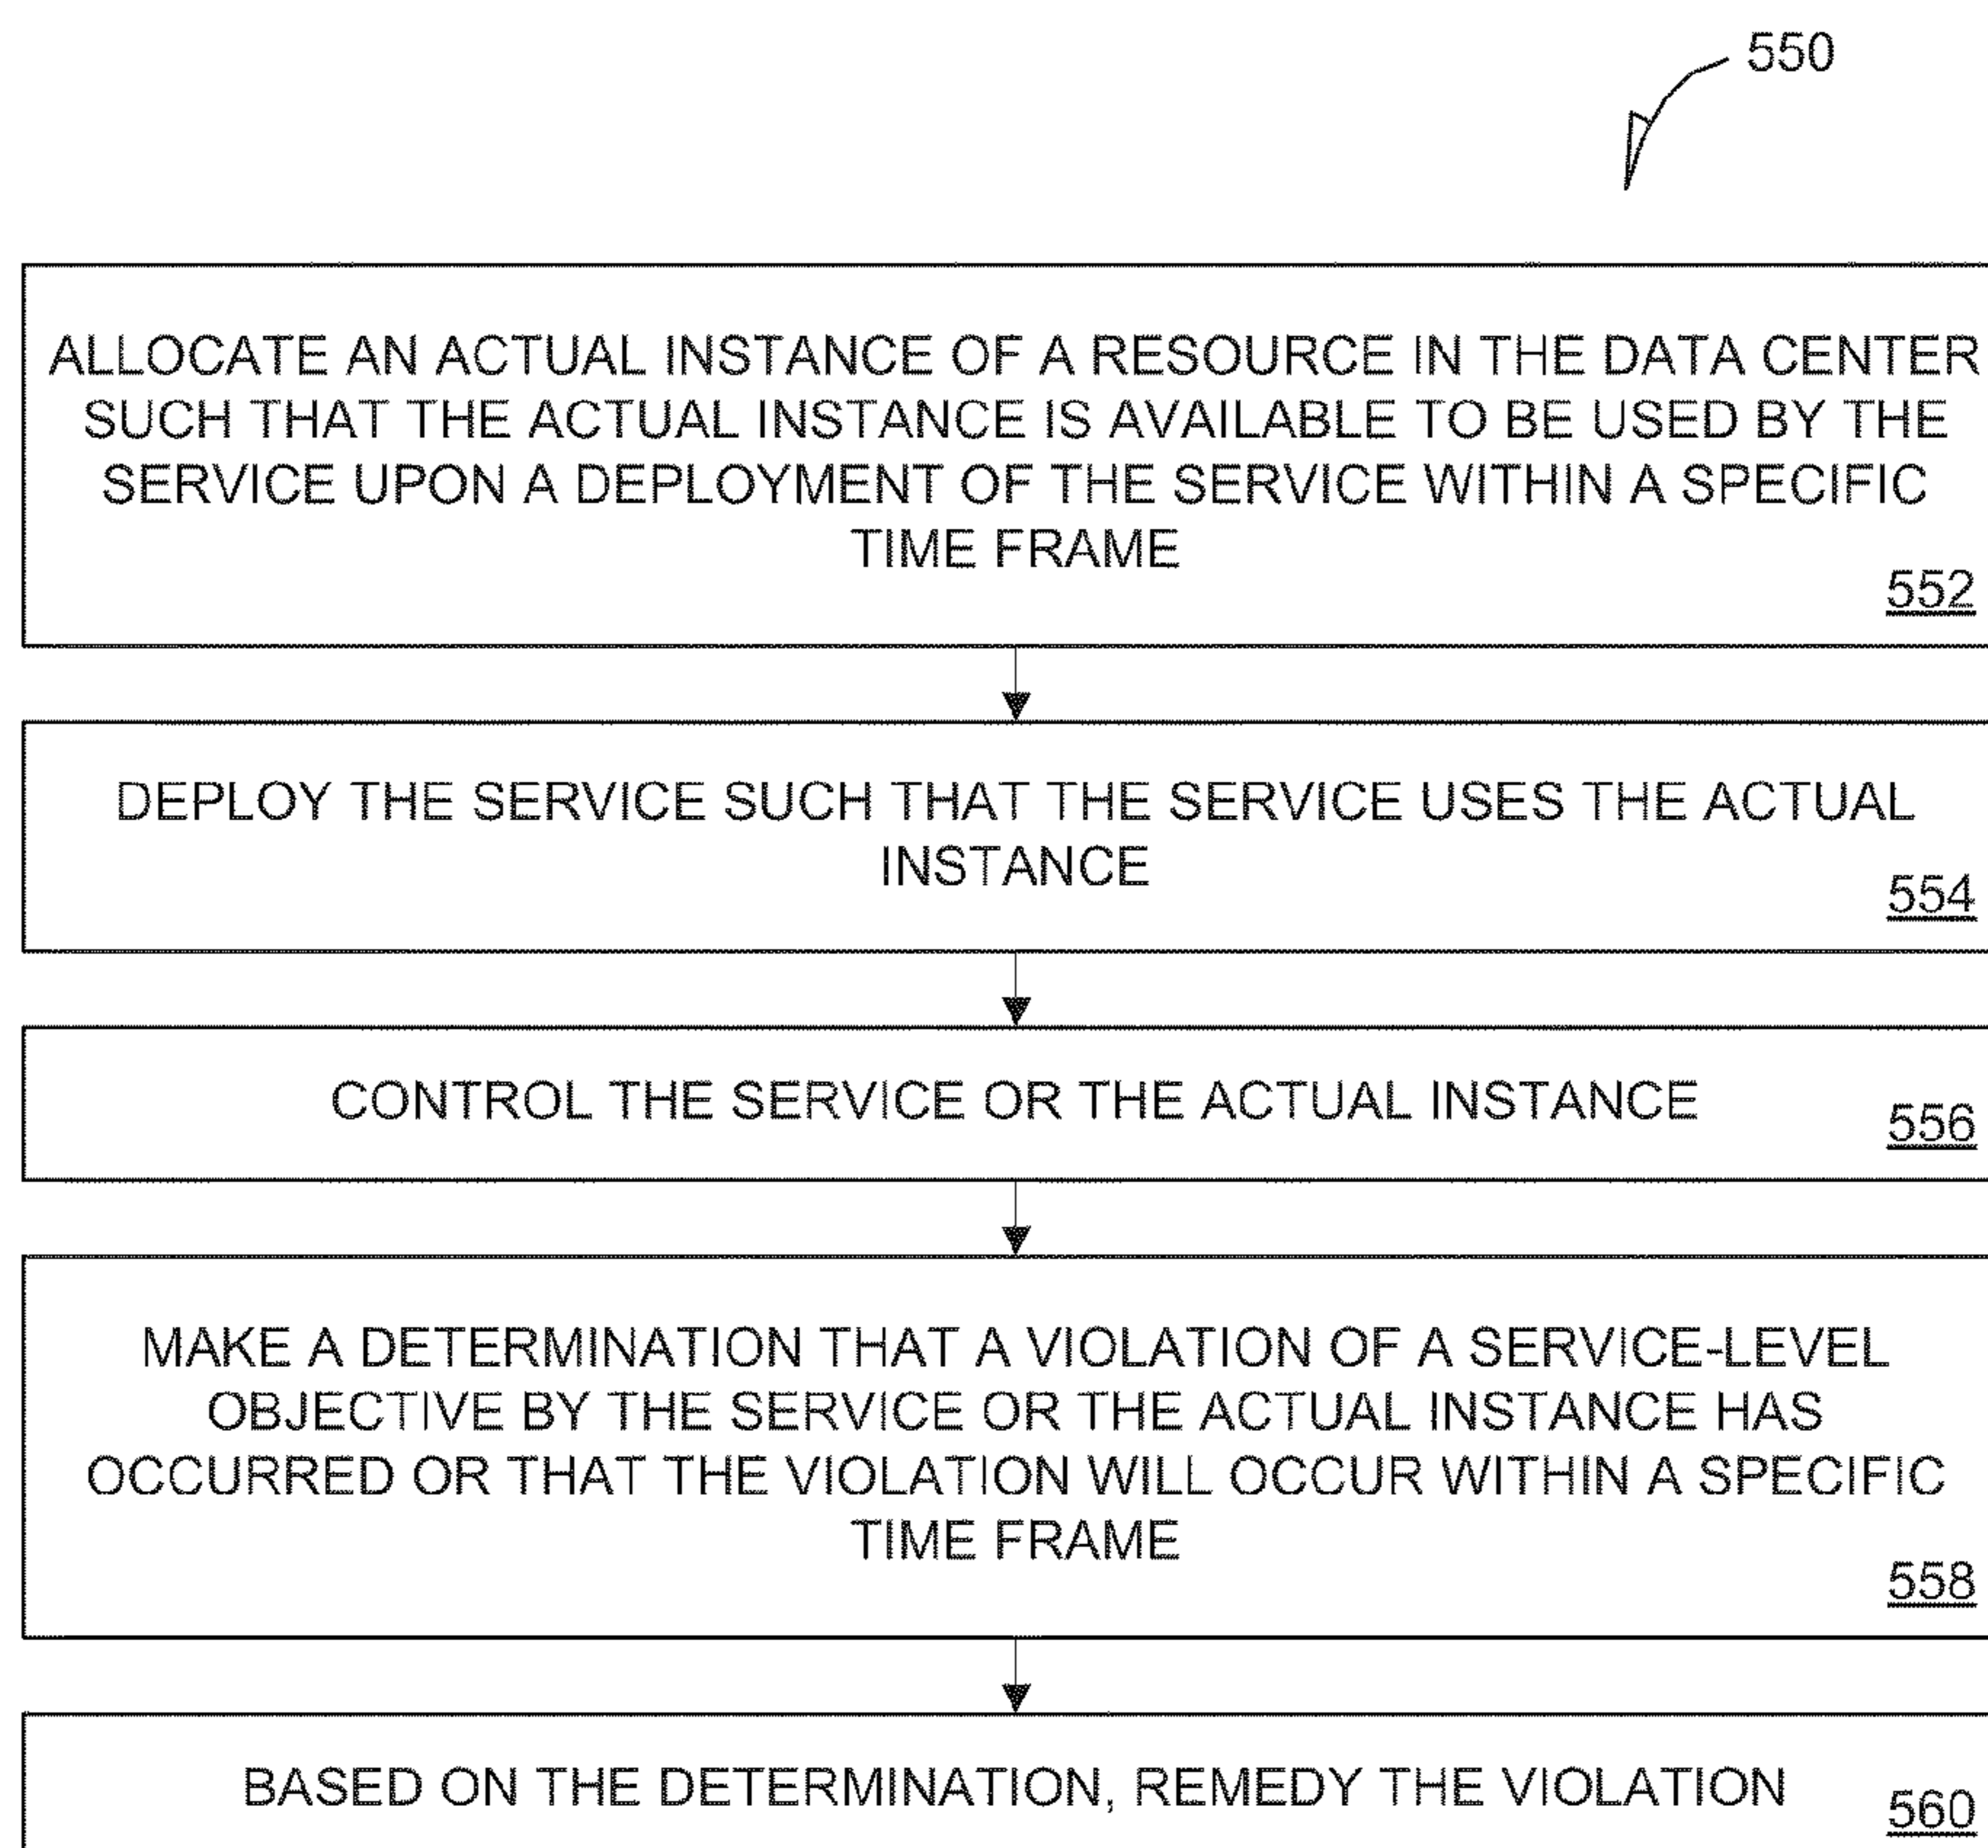 550
ALLOCATE AN ACTUAL INSTANCE OF A RESOURCE IN THE DATA CENTER
SUCH THAT THE ACTUAL INSTANCE IS AVAILABLE TO BE USED BY THE
SERVICE UPON A DEPLOYMENT OF THE SERVICE WITHIN A SPECIFIC
TIME FRAME
552
DEPLOY THE SERVICE SUCH THAT THE SERVICE USES THE ACTUAL
INSTANCE
554
CONTROL THE SERVICE OR THE ACTUAL INSTANCE
556
MAKE A DETERMINATION THAT A VIOLATION OF A SERVICE-LEVEL
OBJECTIVE BY THE SERVICE OR THE ACTUAL INSTANCE HAS
OCCURRED OR THAT THE VIOLATION WILL OCCUR WITHIN A SPECIFIC
TIME FRAME
558
BASED ON THE DETERMINATION, REMEDY THE VIOLATION
560